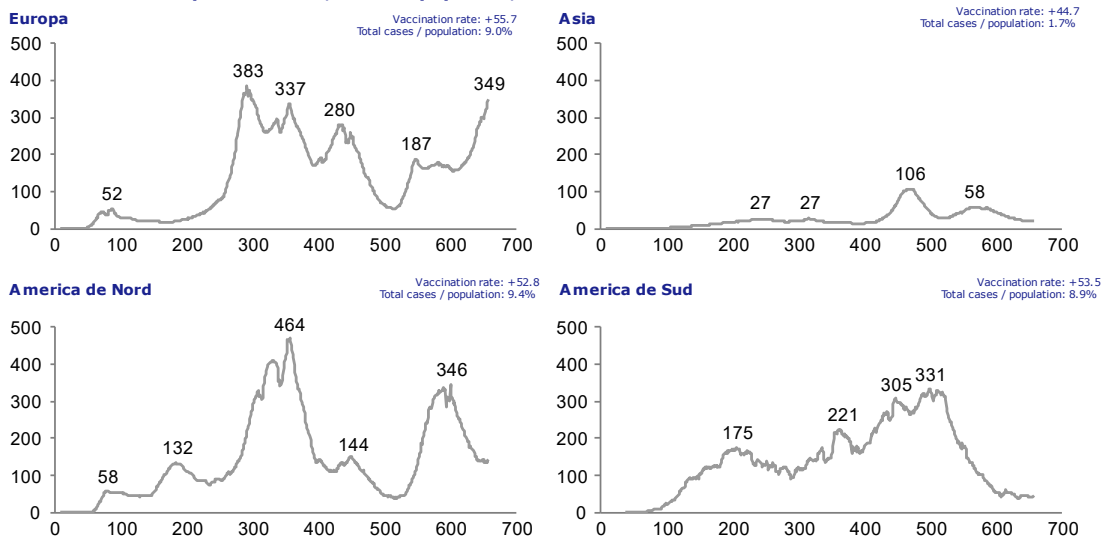 Europa
Vaccination rate: +55.7
Total cases / population: 9.0%
500
400
300
200
100
0
383
337
280
349
187
52
0 100 200 300 400 500 600 700
Asia
Vaccination rate: +44.7
Total cases / population: 1.7%
500
400
300
200
100
0
27
27
106
58
0 100 200 300 400 500 600 700
America de Nord
Vaccination rate: +52.8
Total cases / population: 9.4%
500
400
300
200
100
0
464
346
132
144
58
0 100 200 300 400 500 600 700
America de Sud
Vaccination rate: +53.5
Total cases / population: 8.9%
500
400
300
200
100
0
175
221
305
331
0 100 200 300 400 500 600 700